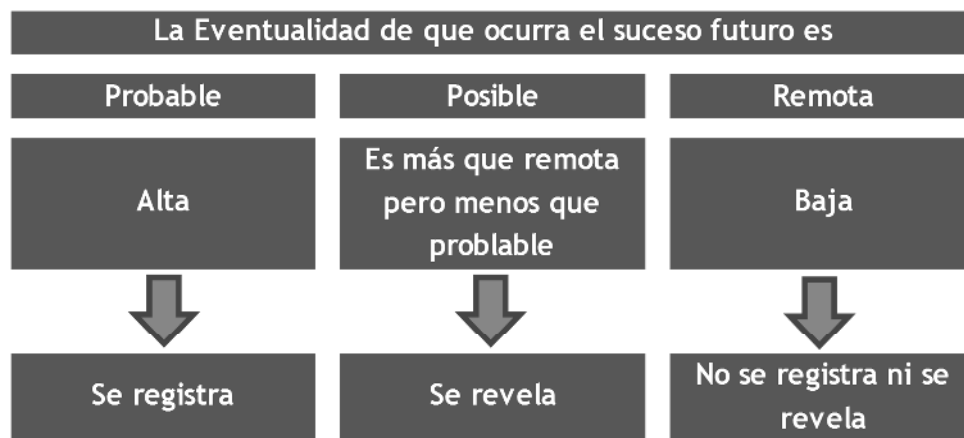 La Eventualidad de que ocurra el suceso futuro es
Probable
Posible
Remota
Alta
Es más que remota
pero menos que
problable
Baja
Se registra
Se revela
No se registra ni se
revela